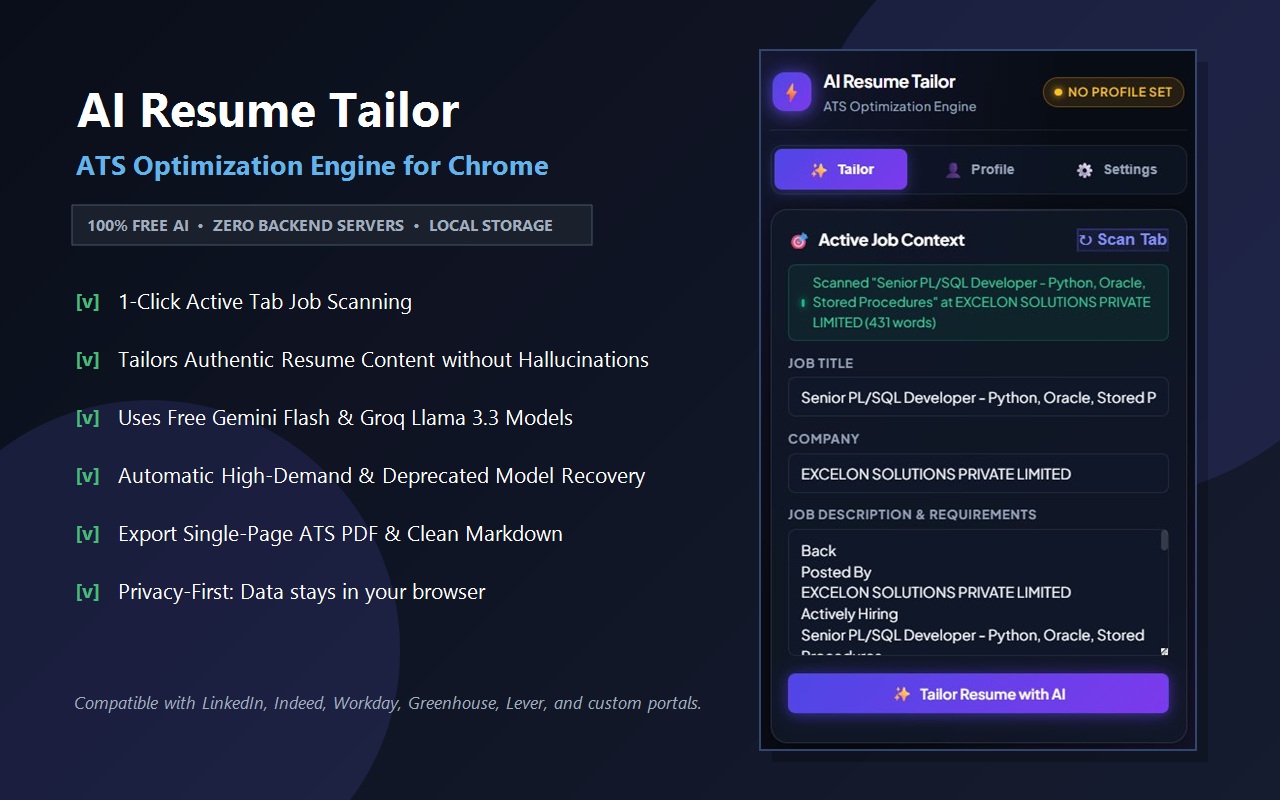 AI Resume Tailor
ATS Optimization Engine for Chrome
100% FREE AI • ZERO BACKEND SERVERS • LOCAL STORAGE
[v] 1-Click Active Tab Job Scanning
[v] Tailors Authentic Resume Content without Hallucinations
[v] Uses Free Gemini Flash & Groq Llama 3.3 Models
[v] Automatic High-Demand & Deprecated Model Recovery
[v] Export Single-Page ATS PDF & Clean Markdown
[v] Privacy-First: Data stays in your browser
Compatible with LinkedIn, Indeed, Workday, Greenhouse, Lever, and custom portals.
AI Resume Tailor
ATS Optimization Engine
NO PROFILE SET
Tailor
Profile
Settings
Active Job Context
↻ Scan Tab
Scanned "Senior PL/SQL Developer - Python, Oracle,
Stored Procedures" at EXCELON SOLUTIONS PRIVATE
LIMITED (431 words)
JOB TITLE
Senior PL/SQL Developer - Python, Oracle, Stored P
COMPANY
EXCELON SOLUTIONS PRIVATE LIMITED
JOB DESCRIPTION & REQUIREMENTS
Back
Posted By
EXCELON SOLUTIONS PRIVATE LIMITED
Actively Hiring
Senior PL/SQL Developer - Python, Oracle, Stored
Procedures
Tailor Resume with AI